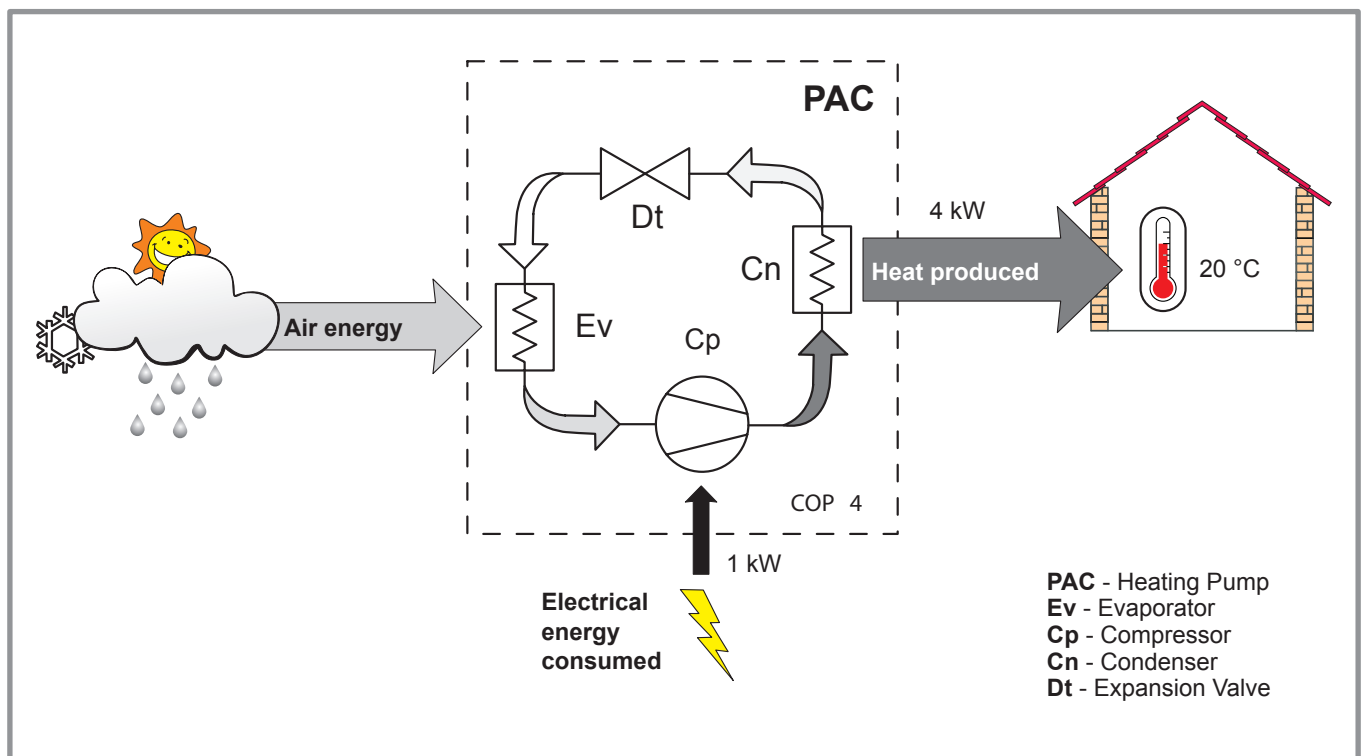 PAC
Dt
4 kW
Cn
Heat produced
20 °C
Air energy
Ev
Cp
COP 4
1 kW
Electrical
energy
consumed
PAC - Heating Pump
Ev - Evaporator
Cp - Compressor
Cn - Condenser
Dt - Expansion Valve